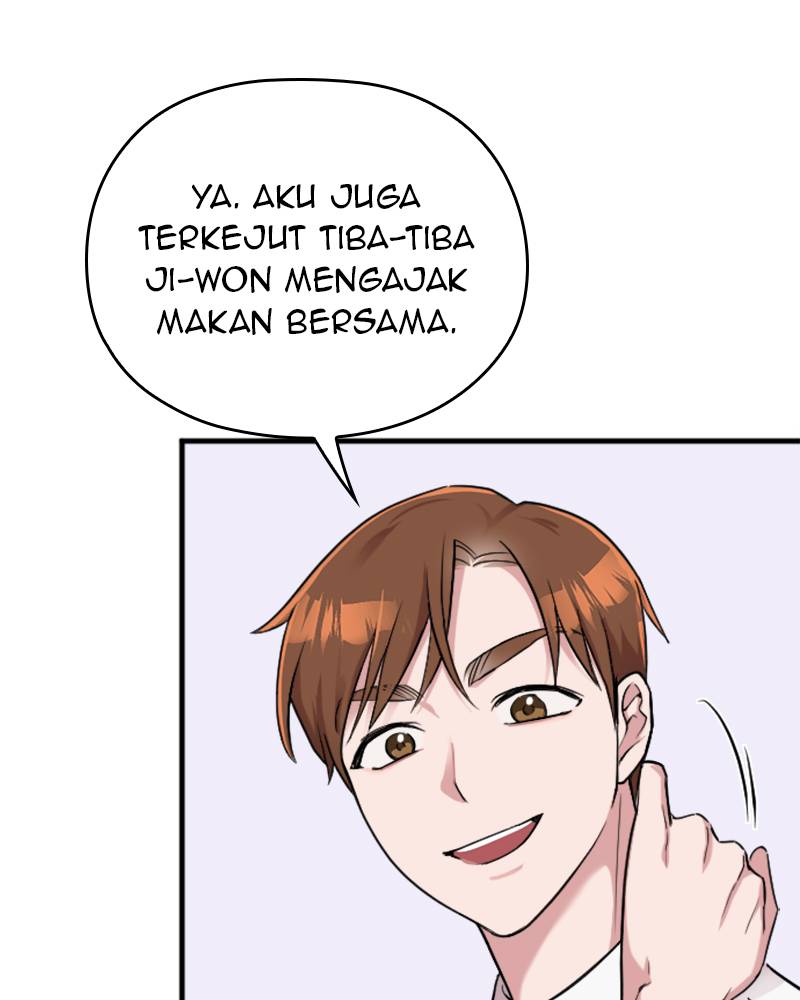 YA. AKU JUGA
TERKEJUT TIBA-TIBA
JI-WON MENGAJAK
MAKAN BERSAMA.